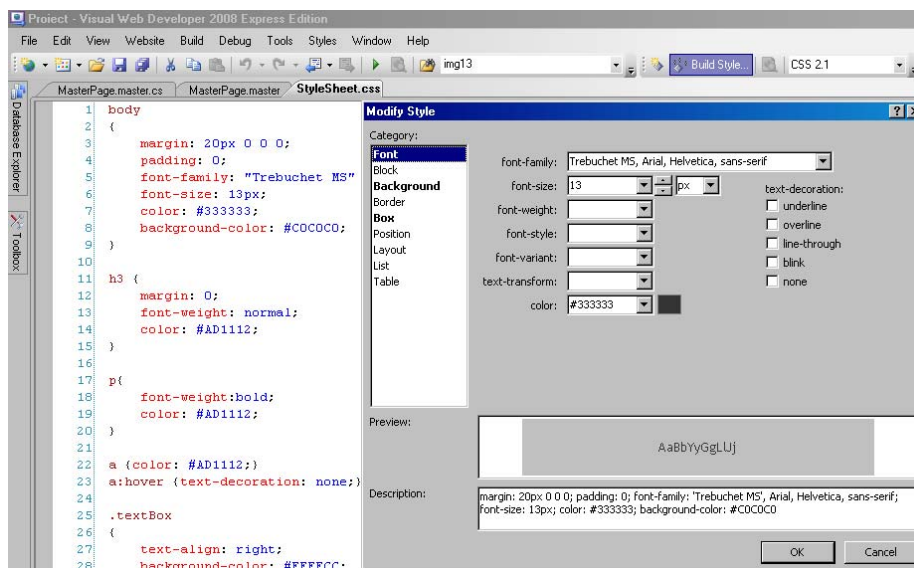 Project - Visual Web Developer 2008 Express Edition
File Edit View Website Build Debug Tools Styles Window Help
img13 Build Style... CSS 2.1
MasterPage.master.cs MasterPage.master StyleSheet.css
Database Explorer
Toolbox
1 body
2 {
3 margin: 20px 0 0 0;
4 padding: 0;
5 font-family: "Trebuchet MS"
6 font-size: 13px;
7 color: #333333;
8 background-color: #C0C0C0;
9 }
10
11 h3 {
12 margin: 0;
13 font-weight: normal;
14 color: #AD1112;
15 }
16
17 p{
18 font-weight:bold;
19 color: #AD1112;
20 }
21
22 a {color: #AD1112;}
23 a:hover {text-decoration: none;}
24
25 .textBox
26 {
27 text-align: right;
28 background-color: #FFFFCC;
Modify Style
Category:
Font
Block
Background
Border
Box
Position
Layout
List
Table
font-family: Trebuchet MS, Arial, Helvetica, sans-serif
font-size: 13 px
font-weight:
font-style:
font-variant:
text-transform:
color: #333333
text-decoration:
underline
overline
line-through
blink
none
Preview:
AaBbYyGgLlJj
Description:
margin: 20px 0 0 0; padding: 0; font-family: 'Trebuchet MS', Arial, Helvetica, sans-serif;
font-size: 13px; color: #333333; background-color: #C0C0C0
OK Cancel